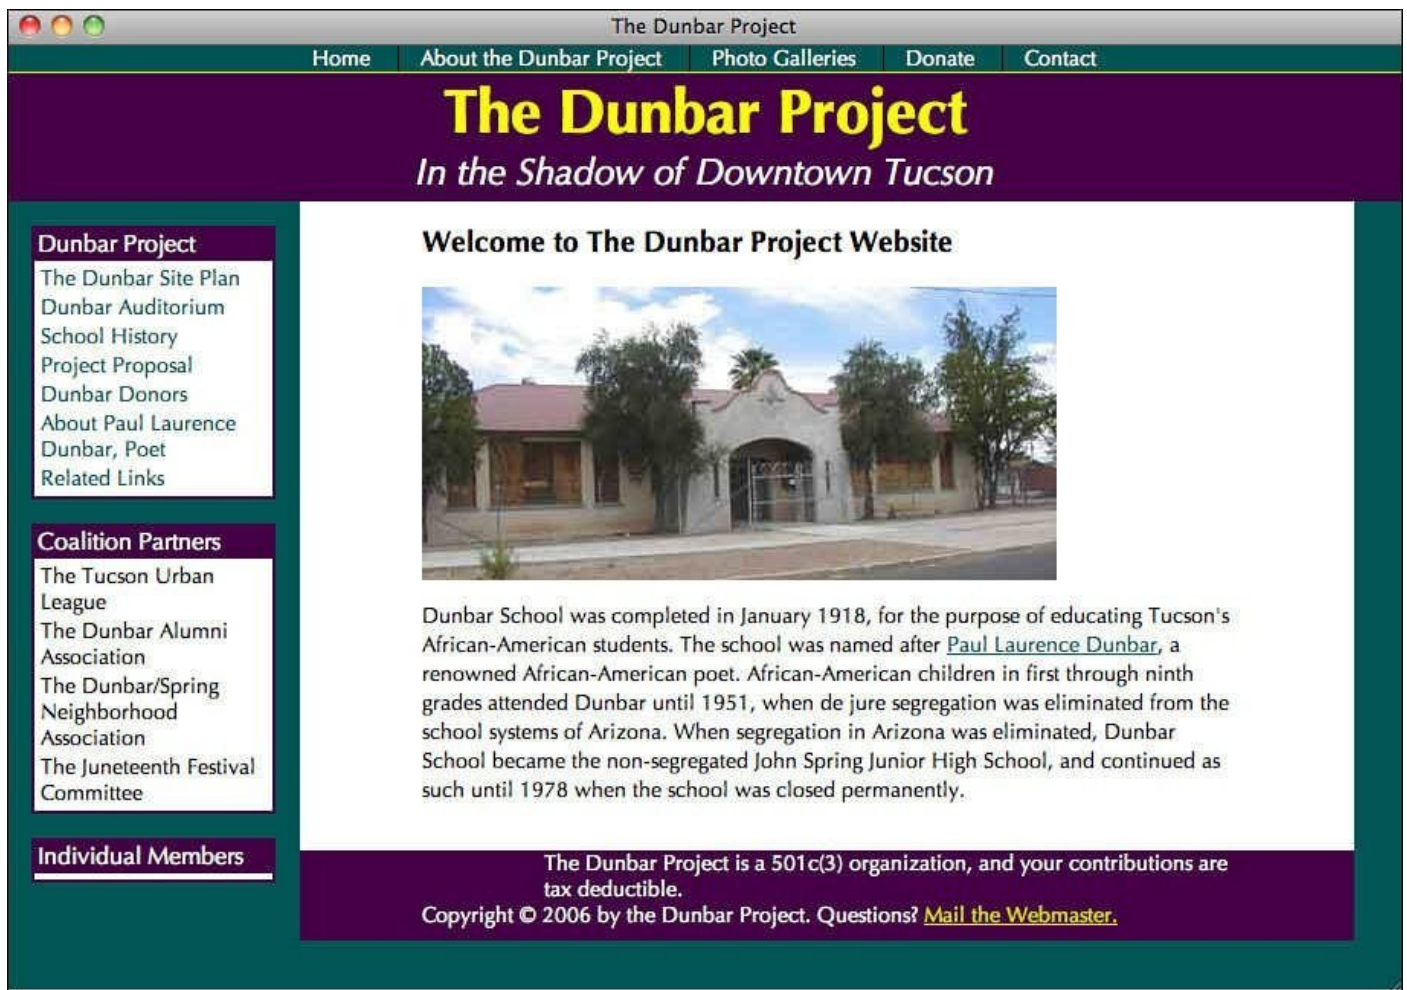 The Dunbar Project
Home
About the Dunbar Project
Photo Galleries
Donate
Contact
The Dunbar Project
In the Shadow of Downtown Tucson
Dunbar Project
The Dunbar Site Plan
Dunbar Auditorium
School History
Project Proposal
Dunbar Donors
About Paul Laurence
Dunbar, Poet
Related Links
Coalition Partners
The Tucson Urban
League
The Dunbar Alumni
Association
The Dunbar/Spring
Neighborhood
Association
The Juneteenth Festival
Committee
Individual Members
Welcome to The Dunbar Project Website
Dunbar School was completed in January 1918, for the purpose of educating Tucson's
African-American students. The school was named after Paul Laurence Dunbar, a
renowned African-American poet. African-American children in first through ninth
grades attended Dunbar until 1951, when de jure segregation was eliminated from the
school systems of Arizona. When segregation in Arizona was eliminated, Dunbar
School became the non-segregated John Spring Junior High School, and continued as
such until 1978 when the school was closed permanently.
The Dunbar Project is a 501c(3) organization, and your contributions are
tax deductible.
Copyright © 2006 by the Dunbar Project. Questions? Mail the Webmaster.